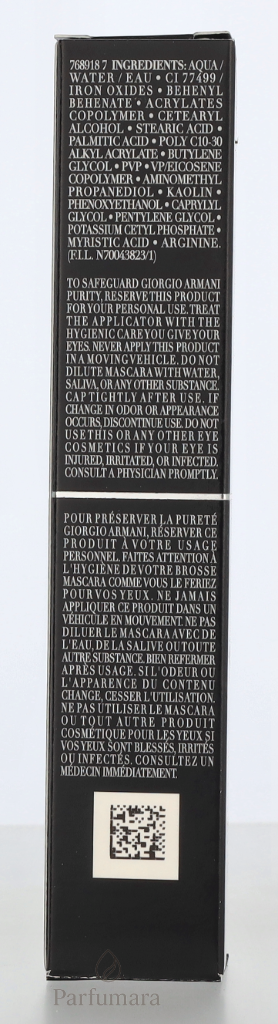 768918 7 INGREDIENTS: AQUA /
WATER / EAU • CI 77499 /
IRON OXIDES • BEHENYL
BEHENATE • ACRYLATES
COPOLYMER • CETEARYL
ALCOHOL • STEARIC ACID •
PALMITIC ACID • POLY C10-30
ALKYL ACRYLATE • BUTYLENE
GLYCOL • PVP • VP/EICOSENE
COPOLYMER • AMINOMETHYL
PROPANEDIOL • KAOLIN •
PHENOXYETHANOL • CAPRYLYL
GLYCOL • PENTYLENE GLYCOL •
POTASSIUM CETYL PHOSPHATE •
MYRISTIC ACID • ARGININE.
(F.I.L. N70043823/1)
TO SAFEGUARD GIORGIO ARMANI
PURITY, RESERVE THIS PRODUCT
FOR YOUR PERSONAL USE. TREAT
THE APPLICATOR WITH THE
HYGIENIC CARE YOU GIVE YOUR
EYES. NEVER APPLY THIS PRODUCT
IN A MOVING VEHICLE. DO NOT
DILUTE MASCARA WITH WATER,
SALIVA, OR ANY OTHER SUBSTANCE.
CAP TIGHTLY AFTER USE. IF
CHANGE IN ODOR OR APPEARANCE
OCCURS, DISCONTINUE USE. DO NOT
USE THIS OR ANY OTHER EYE
COSMETICS IF YOUR EYE IS
INJURED, IRRITATED, OR INFECTED.
CONSULT A PHYSICIAN PROMPTLY.
POUR PRÉSERVER LA PURETÉ
GIORGIO ARMANI, RÉSERVER CE
PRODUIT À VOTRE USAGE
PERSONNEL. FAITES ATTENTION À
L'HYGIÈNE DE VOTRE BROSSE
MASCARA COMME VOUS LE FERIEZ
POUR VOS YEUX. NE JAMAIS
APPLIQUER CE PRODUIT DANS UN
VÉHICULE EN MOUVEMENT. NE PAS
DILUER LE MASCARA AVEC DE
L'EAU, DE LA SALIVE OU TOUTE
AUTRE SUBSTANCE. BIEN REFERMER
APRÈS USAGE. SI L'ODEUR OU
L'APPARENCE DU CONTENU
CHANGE, CESSER L'UTILISATION.
NE PAS UTILISER LE MASCARA
OU TOUT AUTRE PRODUIT
COSMÉTIQUE POUR LES YEUX SI
VOS YEUX SONT BLESSÉS, IRRITÉS
OU INFECTÉS. CONSULTEZ UN
MÉDECIN IMMÉDIATEMENT.
Parfumara